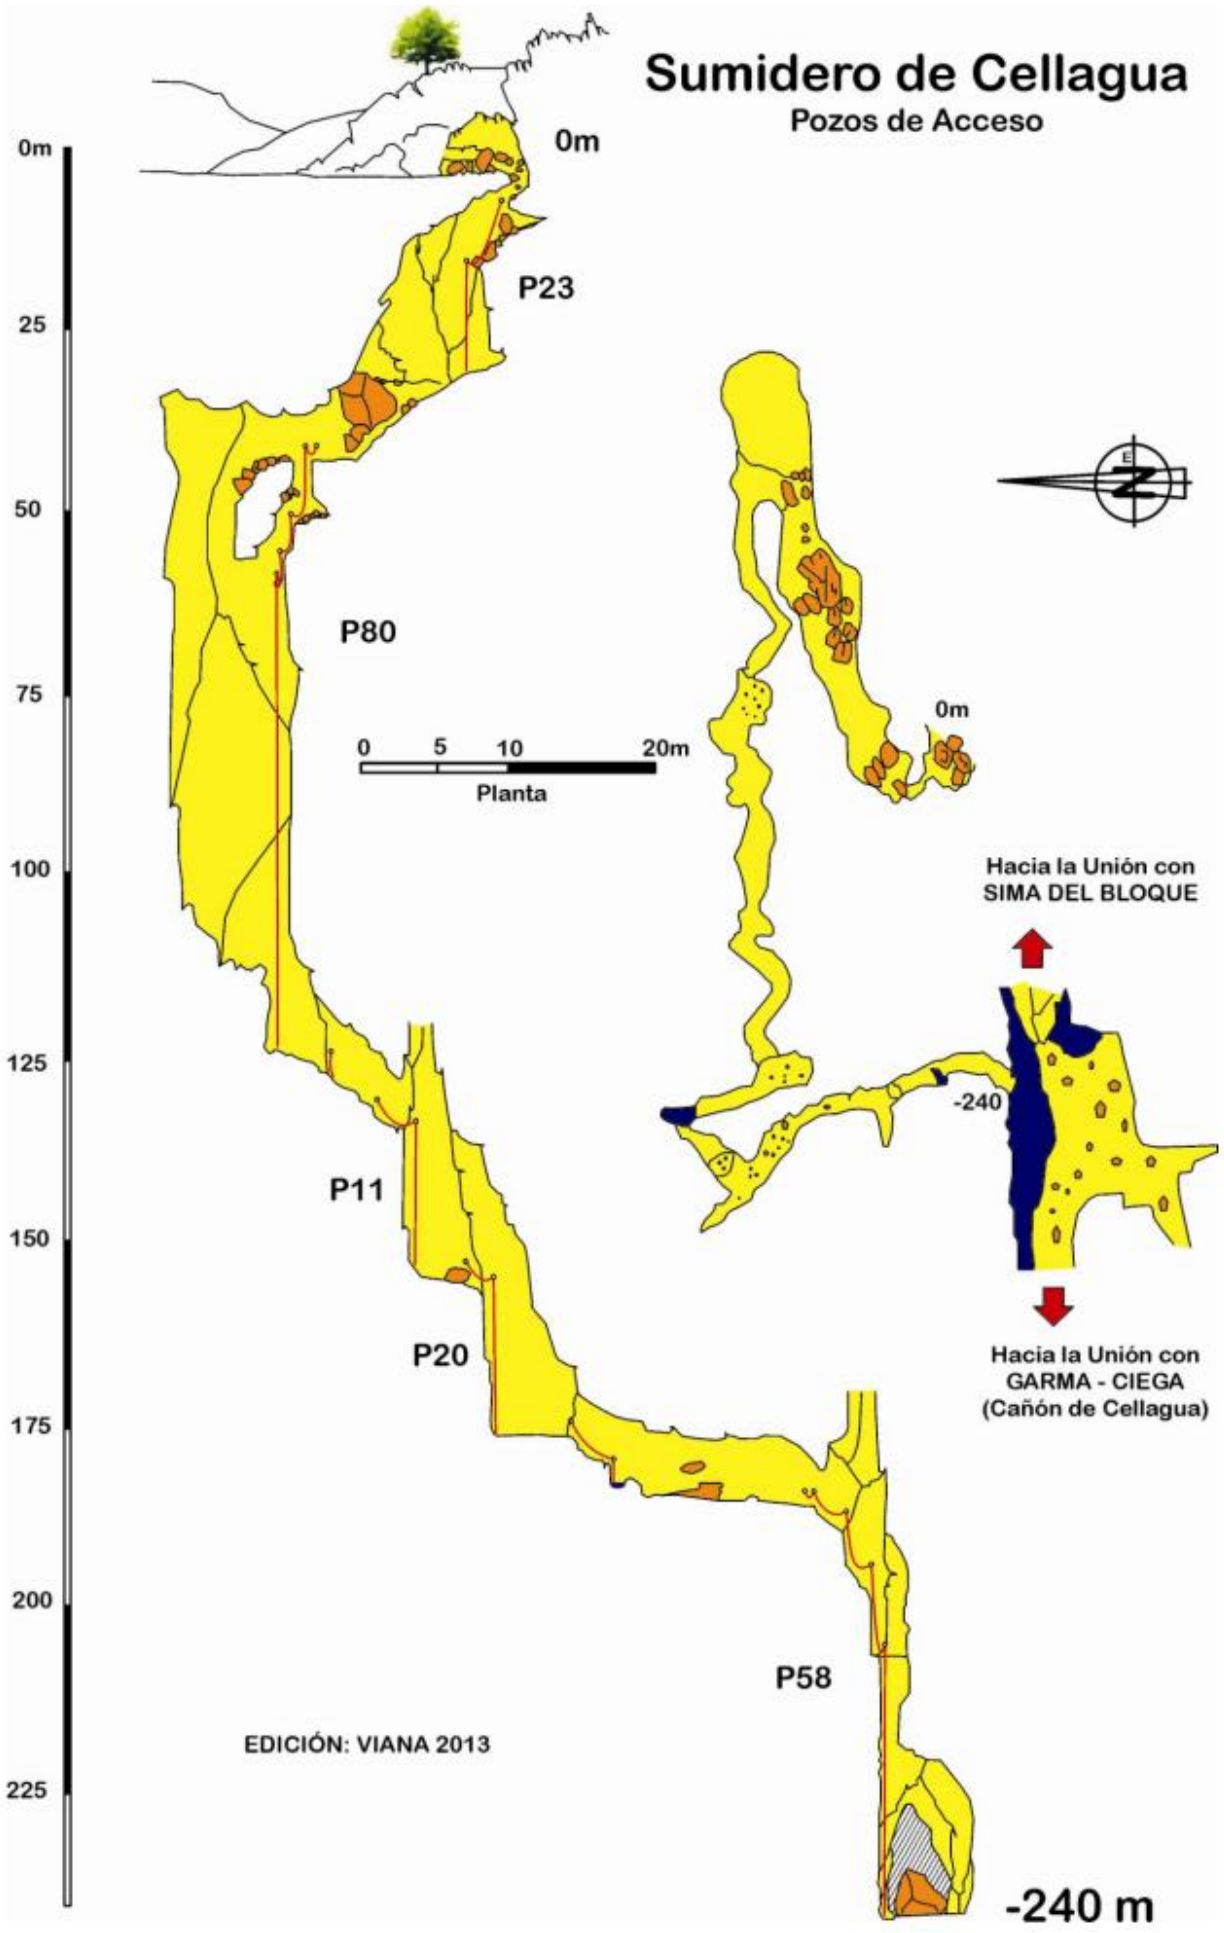 Sumidero de Cellagua
Pozos de Acceso
0m
0m
P23
25
50
E
N
P80
75
0m
0 5 10 20m
Planta
100
Hacia la Unión con
SIMA DEL BLOQUE
125
-240
P11
150
P20
Hacia la Unión con
GARMA - CIEGA
(Cañón de Cellagua)
175
200
P58
EDICIÓN: VIANA 2013
225
-240 m